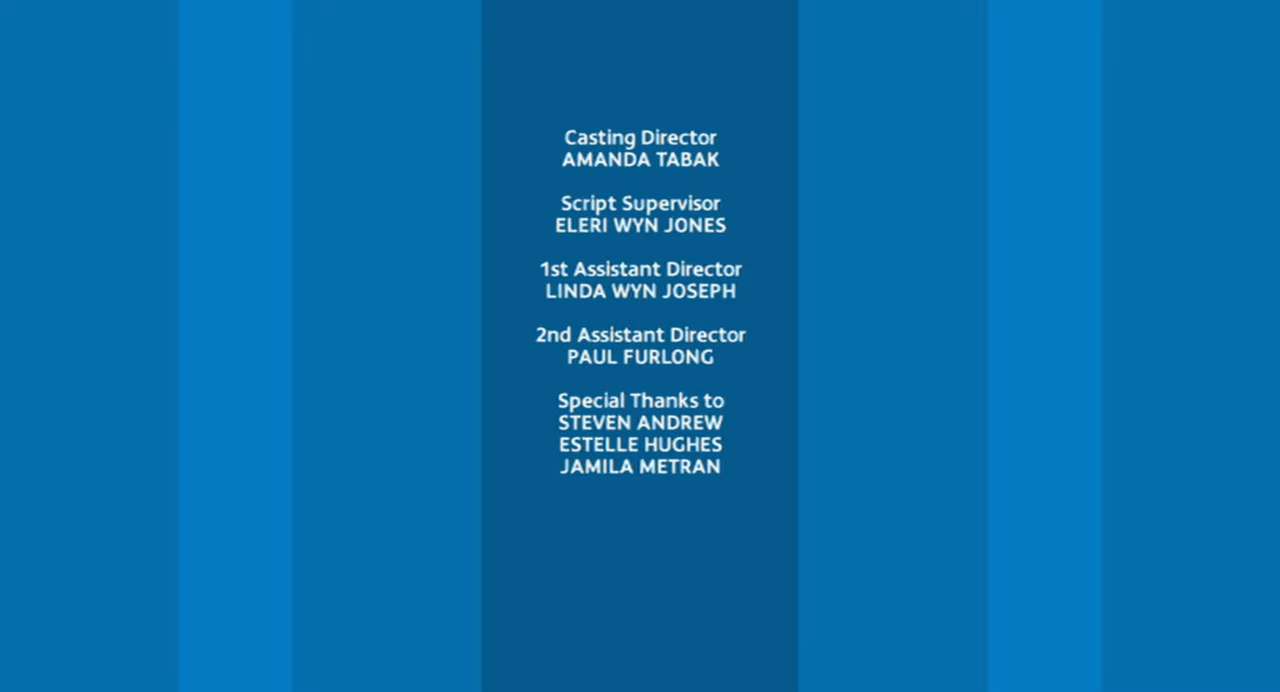 Casting Director
AMANDA TABAK
Script Supervisor
ELERI WYN JONES
1st Assistant Director
LINDA WYN JOSEPH
2nd Assistant Director
PAUL FURLONG
Special Thanks to
STEVEN ANDREW
ESTELLE HUGHES
JAMILA METRAN